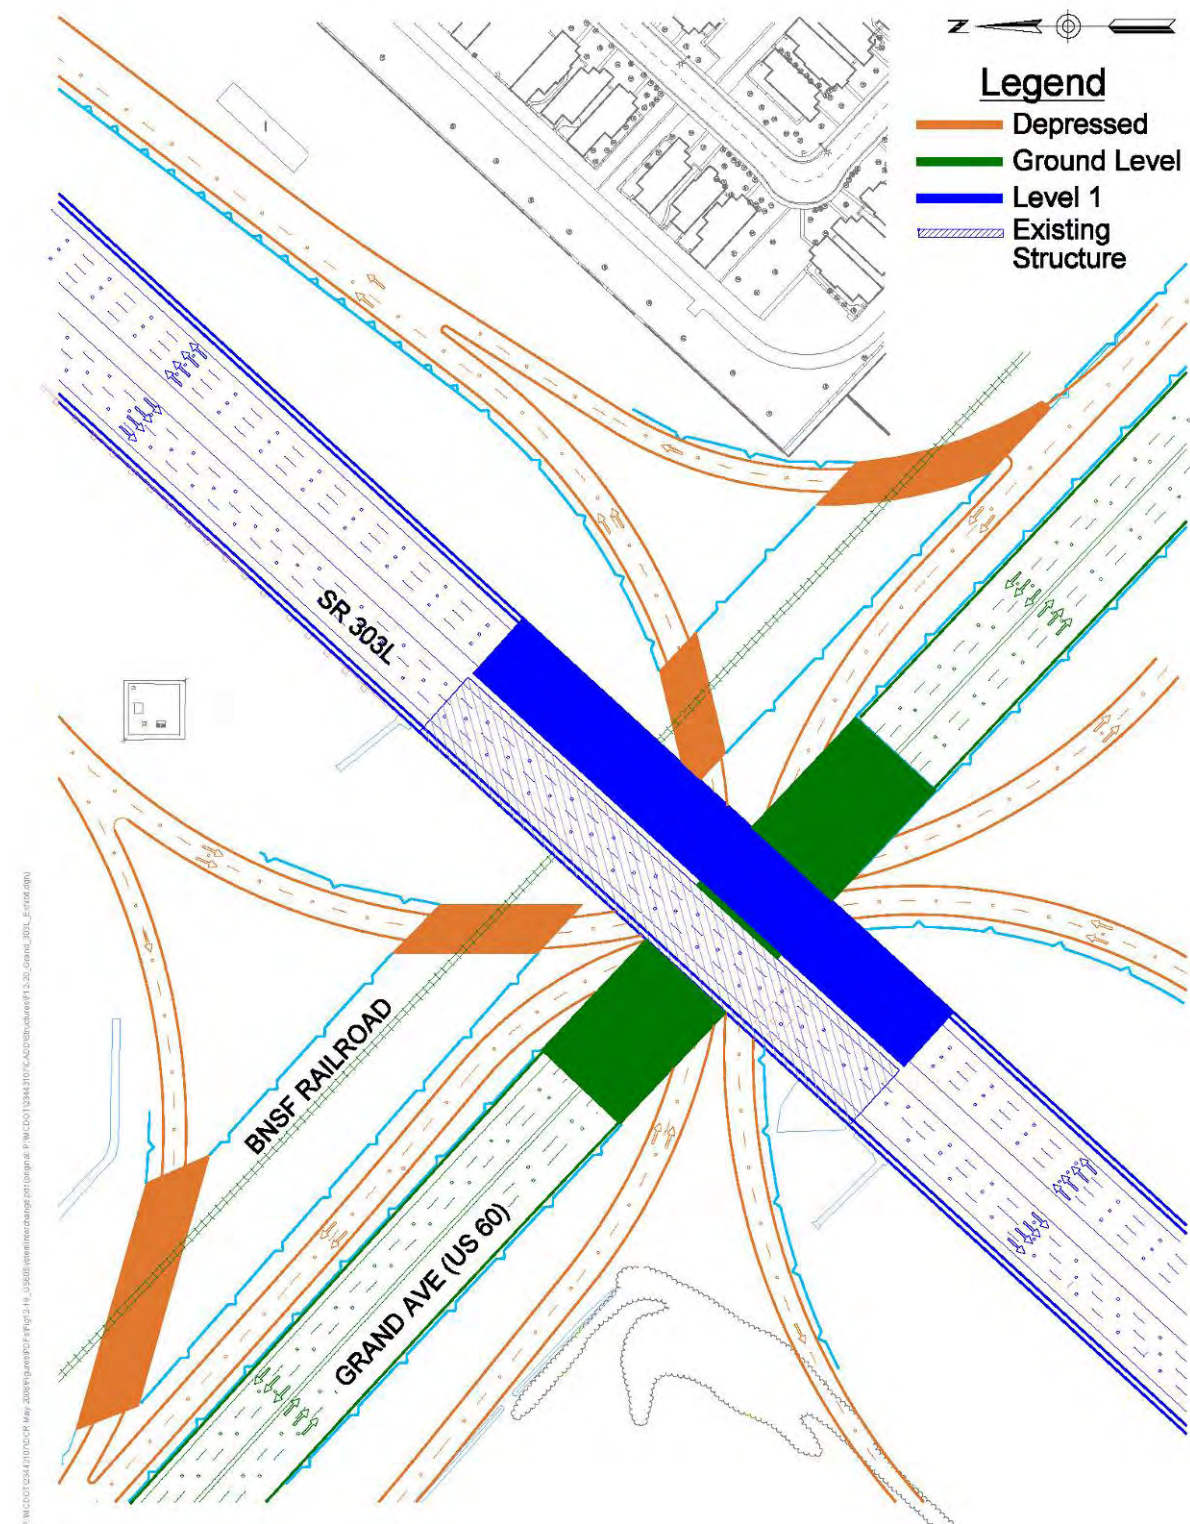 N
Legend
Depressed
Ground Level
Level 1
Existing
Structure
SR 303L
BNSF RAILROAD
GRAND AVE (US 60)